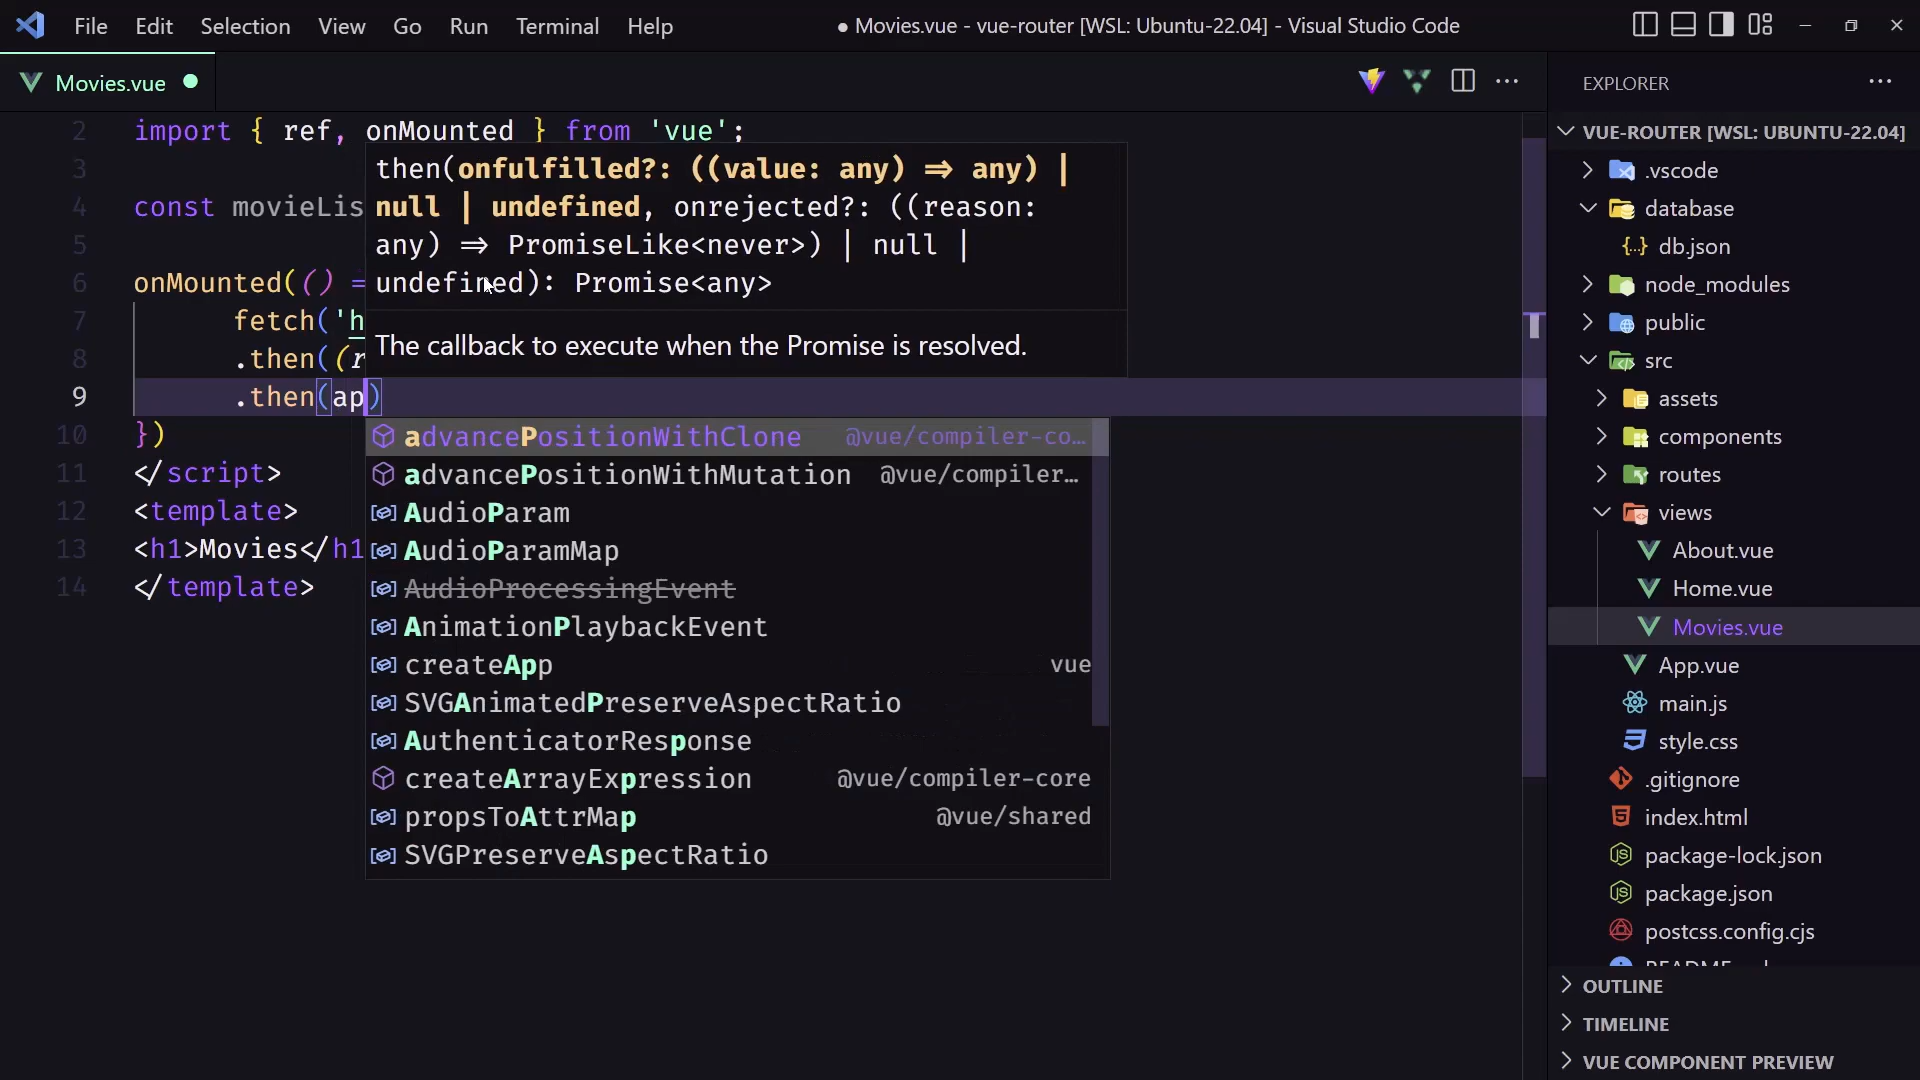 File Edit Selection View Go Run Terminal Help
● Movies.vue - vue-router [WSL: Ubuntu-22.04] - Visual Studio Code
Movies.vue ●
2 import { ref, onMounted } from 'vue';
3
4 const movieLis
5
6 onMounted(() =
7 fetch('h
8 .then((r
9 .then(ap)
10 })
11 </script>
12 <template>
13 <h1>Movies</h1
14 </template>
then(onfulfilled?: ((value: any) => any) |
null | undefined, onrejected?: ((reason:
any) => PromiseLike<never>) | null |
undefined): Promise<any>
The callback to execute when the Promise is resolved.
advancePositionWithClone @vue/compiler-co…
advancePositionWithMutation @vue/compiler…
AudioParam
AudioParamMap
AudioProcessingEvent
AnimationPlaybackEvent
createApp vue
SVGAnimatedPreserveAspectRatio
AuthenticatorResponse
createArrayExpression @vue/compiler-core
propsToAttrMap @vue/shared
SVGPreserveAspectRatio
EXPLORER
VUE-ROUTER [WSL: UBUNTU-22.04]
.vscode
database
db.json
node_modules
public
src
assets
components
routes
views
About.vue
Home.vue
Movies.vue
App.vue
main.js
style.css
.gitignore
index.html
package-lock.json
package.json
postcss.config.cjs
OUTLINE
TIMELINE
VUE COMPONENT PREVIEW